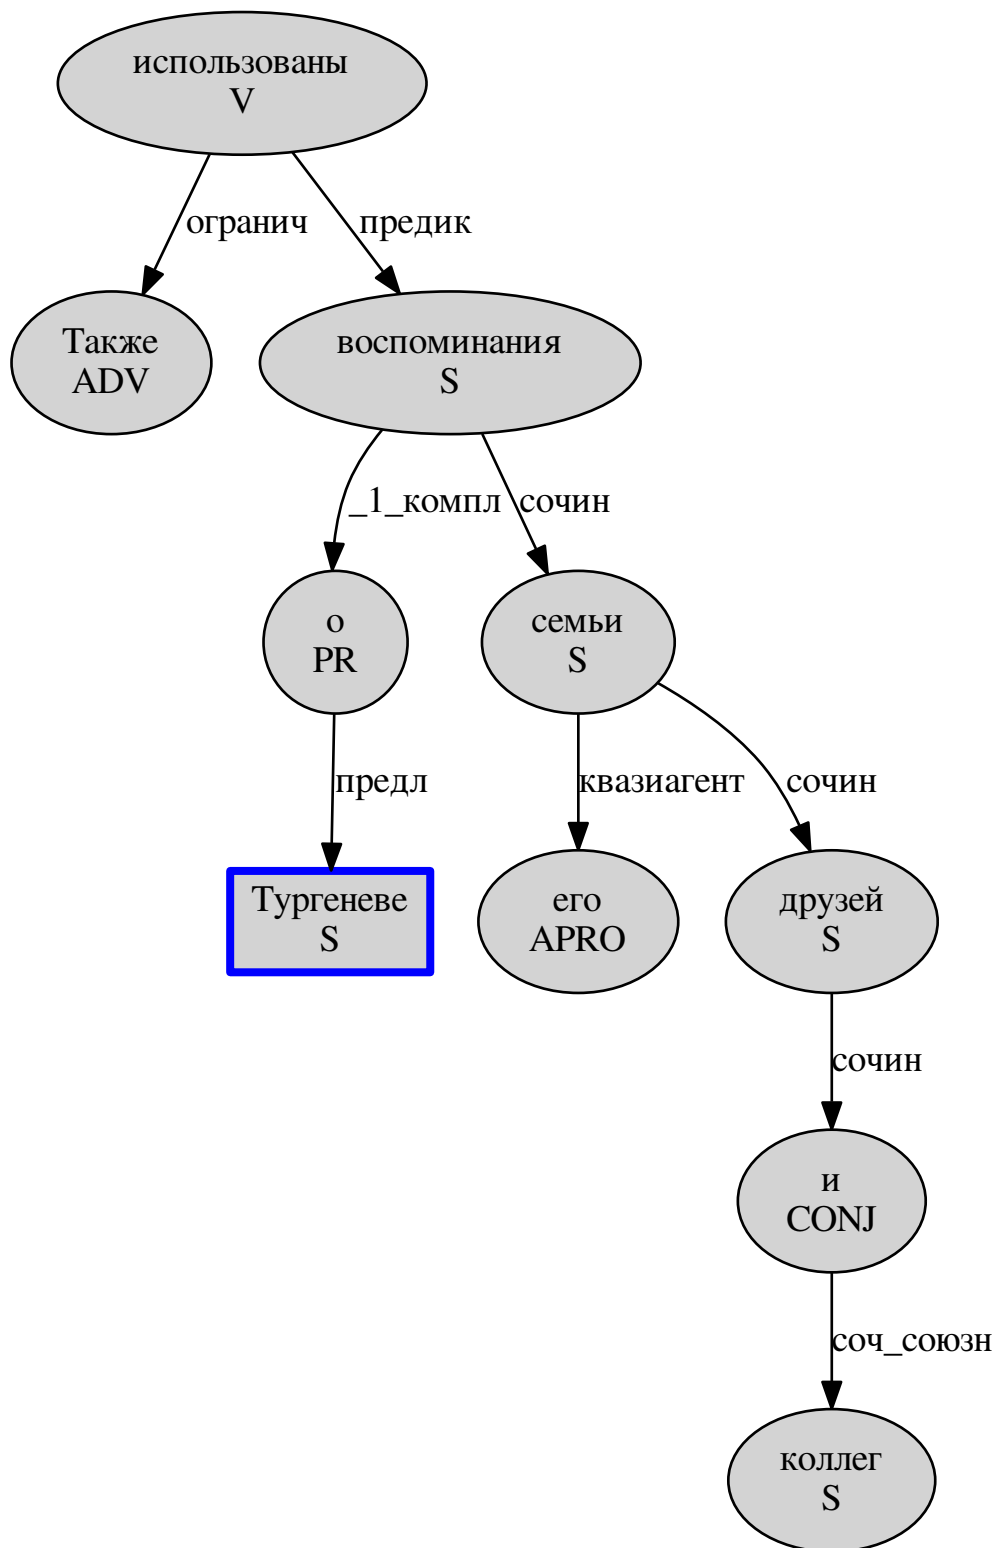 использованы
V
огранич
предик
Также
ADV
воспоминания
S
_1_компл
сочин
о
PR
семьи
S
предл
квазиагент
сочин
Тургеневе
S
его
APRO
друзей
S
сочин
и
CONJ
соч_союзн
коллег
S